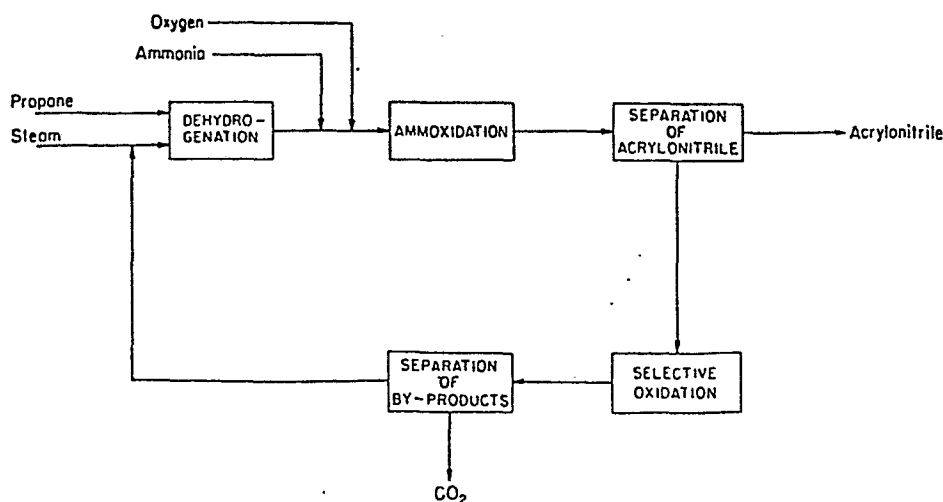 Oxygen
Ammonia
Propane
Steam
DEHYDRO-
GENATION
AMMOXIDATION
SEPARATION
OF
ACRYLONITRILE
Acrylonitrile
SEPARATION
OF
BY-PRODUCTS
SELECTIVE
OXIDATION
CO₂